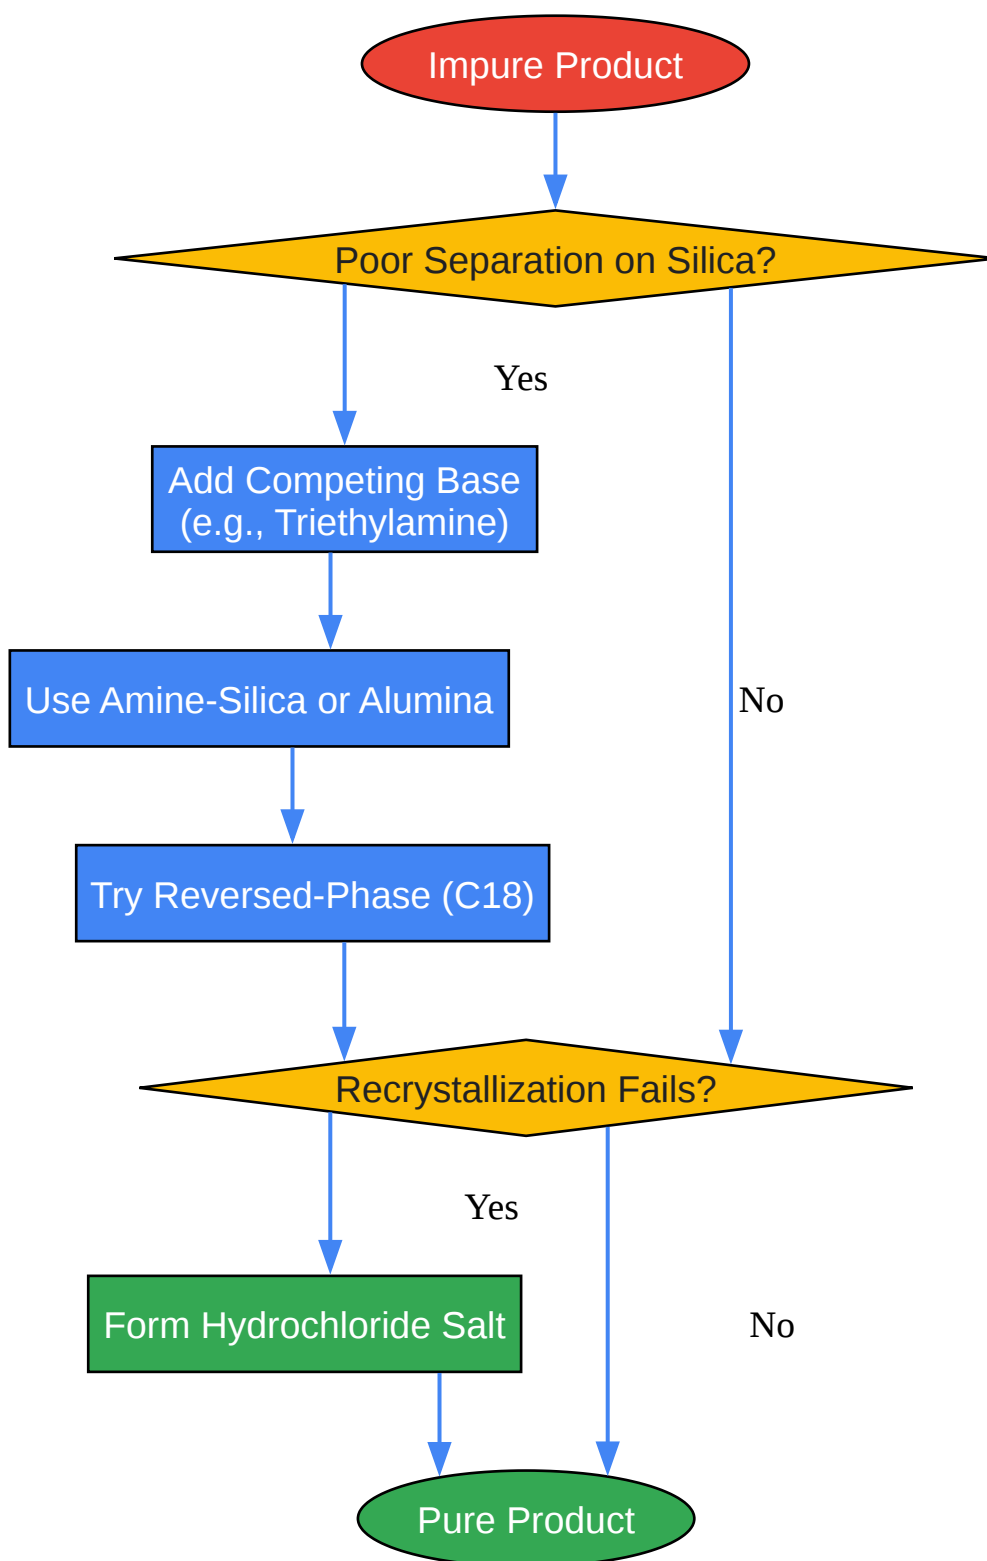 Impure Product
Poor Separation on Silica?
Yes
Add Competing Base
(e.g., Triethylamine)
Use Amine-Silica or Alumina
No
Try Reversed-Phase (C18)
Recrystallization Fails?
Yes
Form Hydrochloride Salt
No
Pure Product